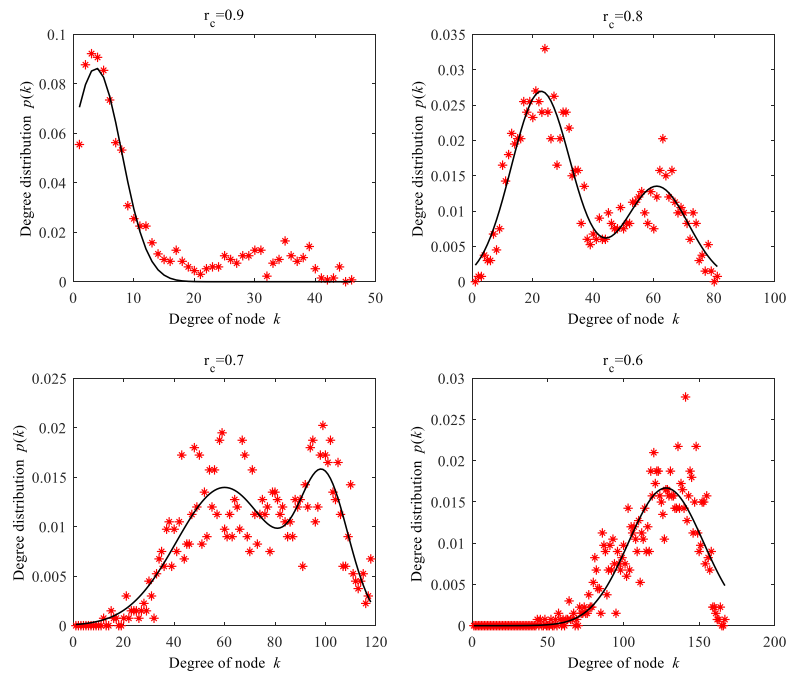 r_c=0.9
Degree distribution p(k)
0.1
0.08
0.06
0.04
0.02
0
0 10 20 30 40 50
Degree of node k
r_c=0.8
Degree distribution p(k)
0.035
0.03
0.025
0.02
0.015
0.01
0.005
0
0 20 40 60 80 100
Degree of node k
r_c=0.7
Degree distribution p(k)
0.025
0.02
0.015
0.01
0.005
0
0 20 40 60 80 100 120
Degree of node k
r_c=0.6
Degree distribution p(k)
0.03
0.025
0.02
0.015
0.01
0.005
0
0 50 100 150 200
Degree of node k